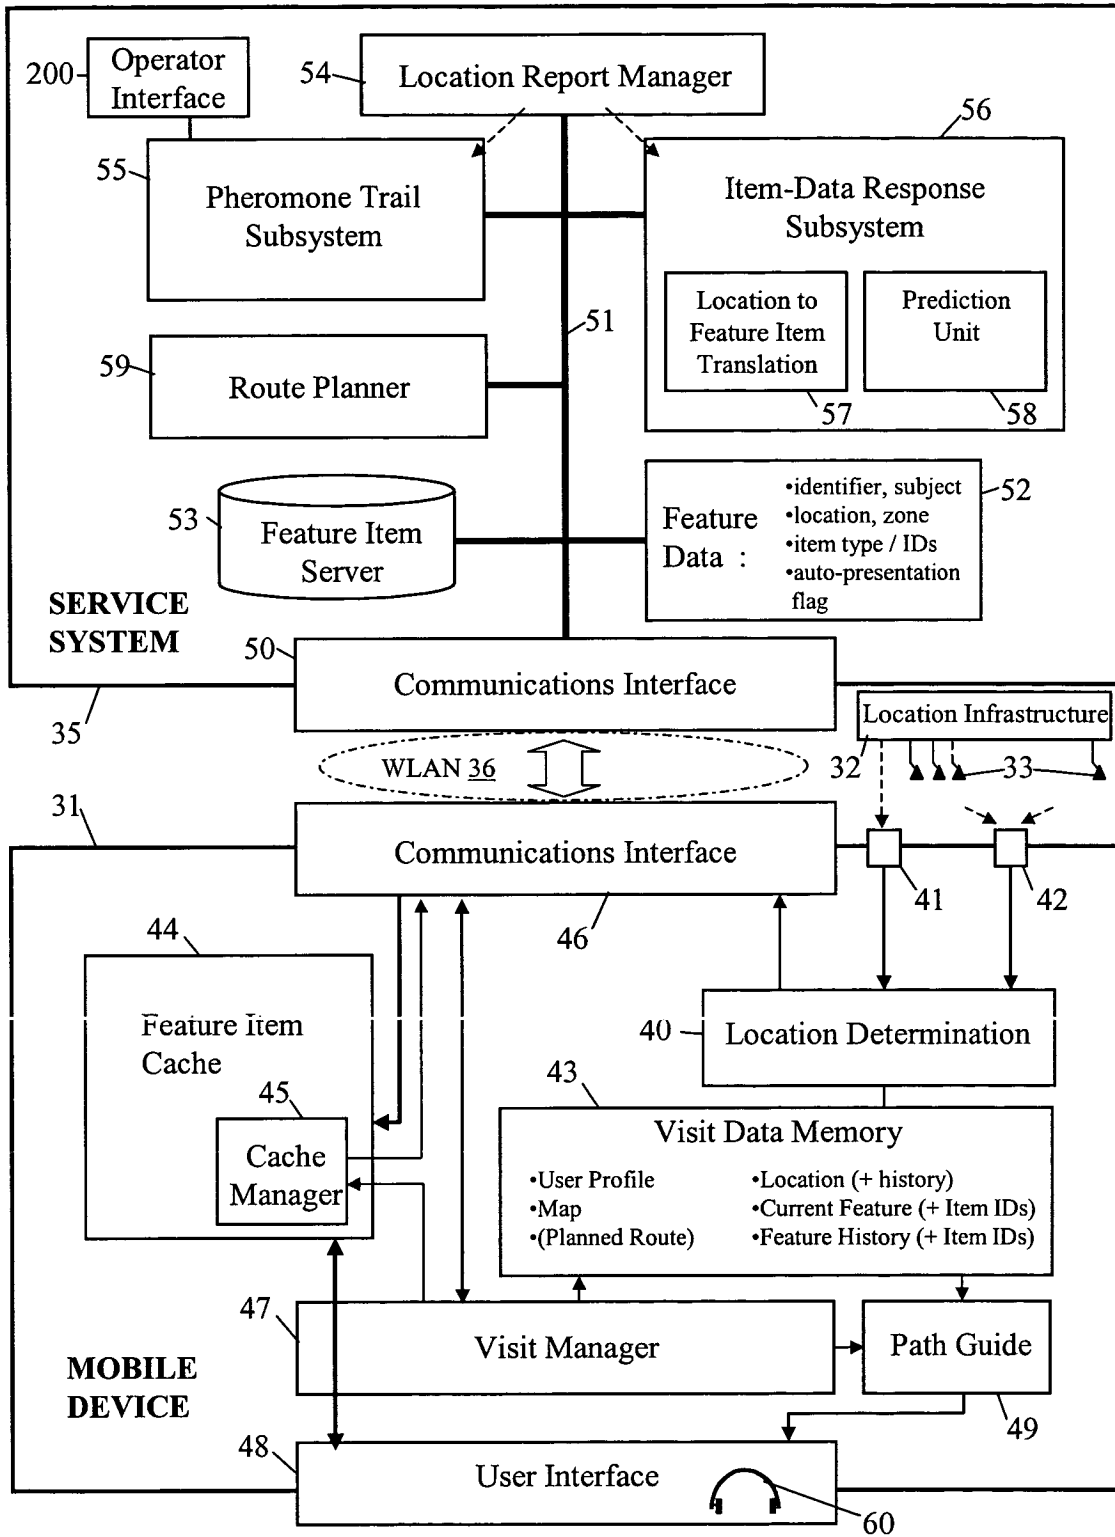 200
Operator
Interface
54
Location Report Manager
55
Pheromone Trail
Subsystem
56
Item-Data Response
Subsystem
Location to
Feature Item
Translation
57
Prediction
Unit
58
51
59
Route Planner
53
Feature Item
Server
Feature
Data :
•identifier, subject
•location, zone
•item type / IDs
•auto-presentation
flag
52
SERVICE
SYSTEM
50
Communications Interface
35
Location Infrastructure
32
33
WLAN 36
31
Communications Interface
41
42
46
44
Feature Item
Cache
45
Cache
Manager
40
Location Determination
43
Visit Data Memory
•User Profile
•Map
•(Planned Route)
•Location (+ history)
•Current Feature (+ Item IDs)
•Feature History (+ Item IDs)
47
Visit Manager
Path Guide
49
MOBILE
DEVICE
48
User Interface
60